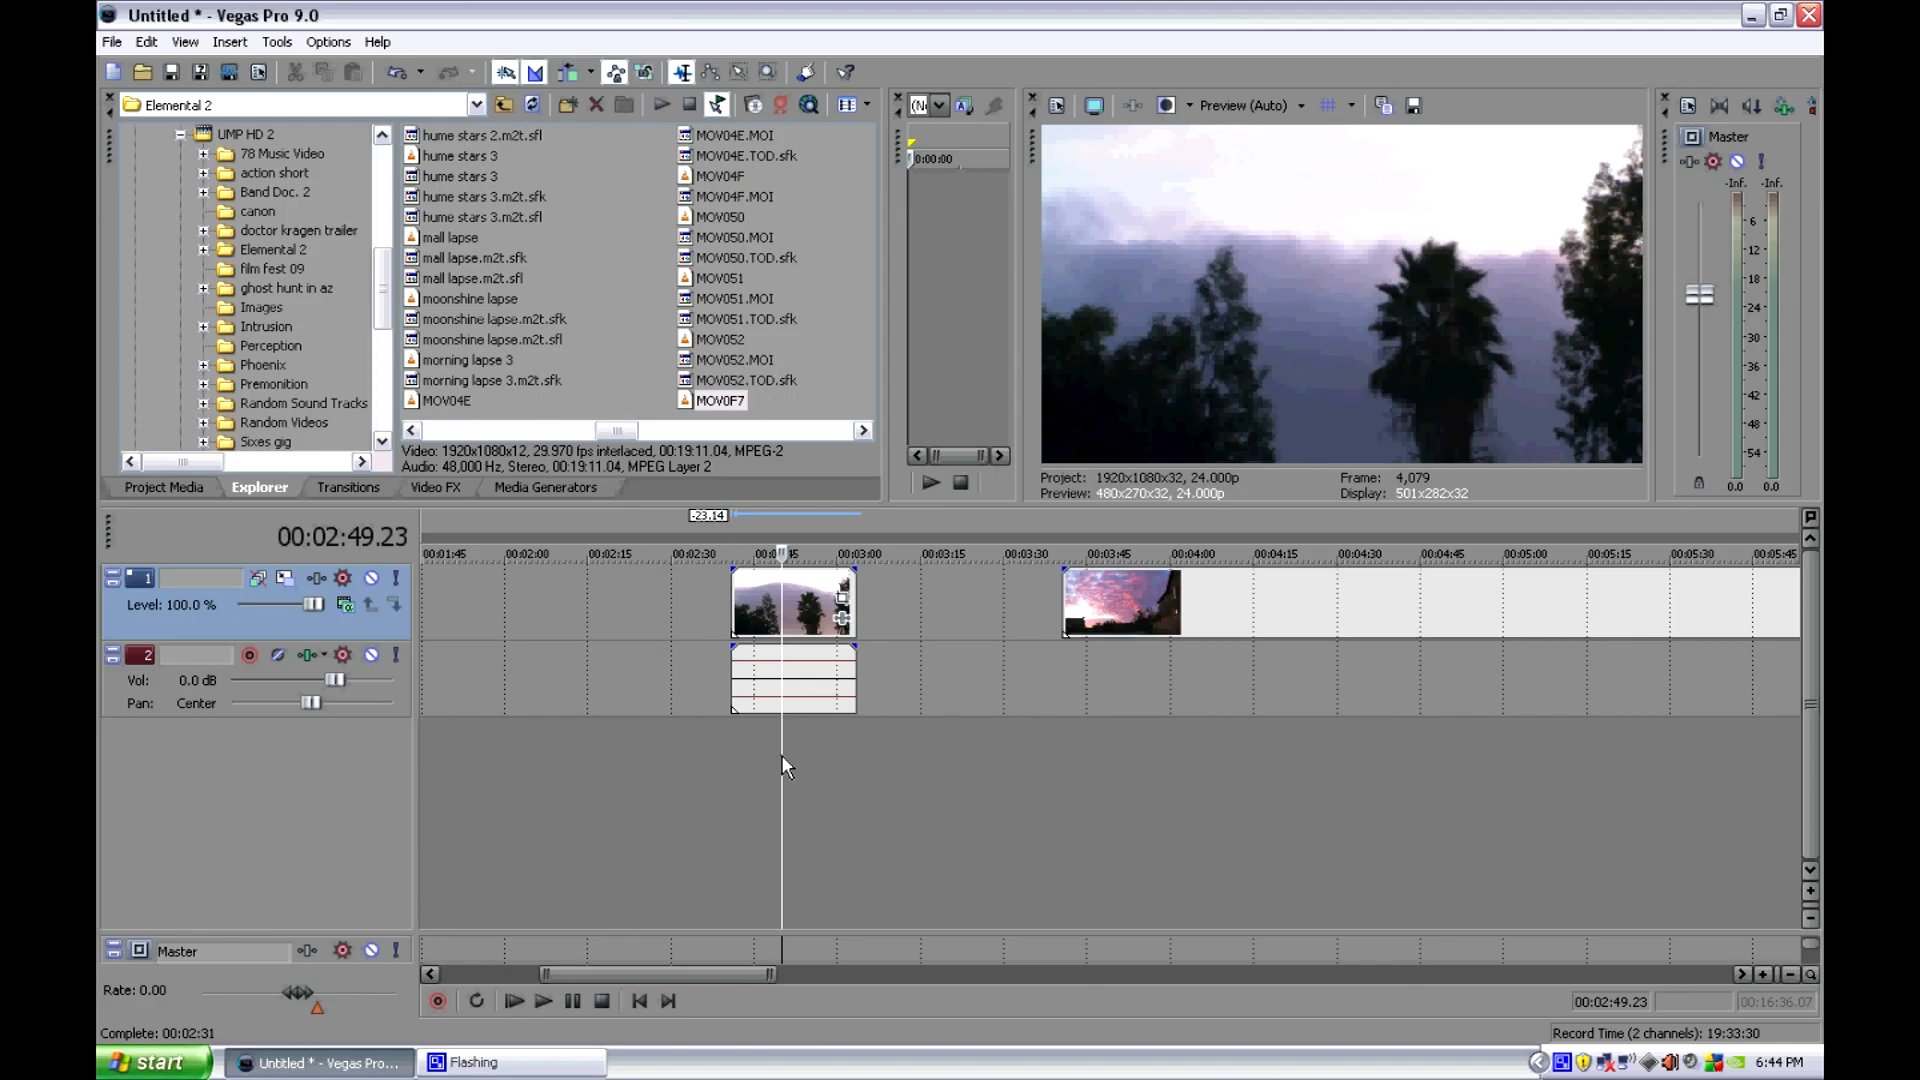 Untitled * - Vegas Pro 9.0
File Edit View Insert Tools Options Help
Elemental 2
Preview (Auto)
UMP HD 2
78 Music Video
action short
Band Doc. 2
canon
doctor kragen trailer
Elemental 2
film fest 09
ghost hunt in az
Images
Intrusion
Perception
Phoenix
Premonition
Random Sound Tracks
Random Videos
Sixes gig
hume stars 2.m2t.sfl
hume stars 3
hume stars 3
hume stars 3.m2t.sfk
hume stars 3.m2t.sfl
mall lapse
mall lapse.m2t.sfk
mall lapse.m2t.sfl
moonshine lapse
moonshine lapse.m2t.sfk
moonshine lapse.m2t.sfl
morning lapse 3
morning lapse 3.m2t.sfk
MOV04E
MOV04E.MOI
MOV04E.TOD.sfk
MOV04F
MOV04F.MOI
MOV050
MOV050.MOI
MOV050.TOD.sfk
MOV051
MOV051.MOI
MOV051.TOD.sfk
MOV052
MOV052.MOI
MOV052.TOD.sfk
MOV0F7
Video: 1920x1080x12, 29.970 fps interlaced, 00:19:11.04, MPEG-2
Audio: 48,000 Hz, Stereo, 00:19:11.04, MPEG Layer 2
Project Media Explorer Transitions Video FX Media Generators
0:00:00
Project: 1920x1080x32, 24.000p Frame: 4,079
Preview: 480x270x32, 24.000p Display: 501x282x32
Master
-Inf. -Inf.
6
12
18
24
30
36
42
48
54
0.0 0.0
-23.14
00:02:49.23
00:01:45 00:02:00 00:02:15 00:02:30 00:03:00 00:03:15 00:03:30 00:03:45 00:04:00 00:04:15 00:04:30 00:04:45 00:05:00 00:05:15 00:05:30 00:05:45
1
Level: 100.0 %
2
Vol: 0.0 dB
Pan: Center
Master
Rate: 0.00
00:02:49.23 00:16:36.07
Complete: 00:02:31
Record Time (2 channels): 19:33:30
start Untitled * - Vegas Pro... Flashing 6:44 PM